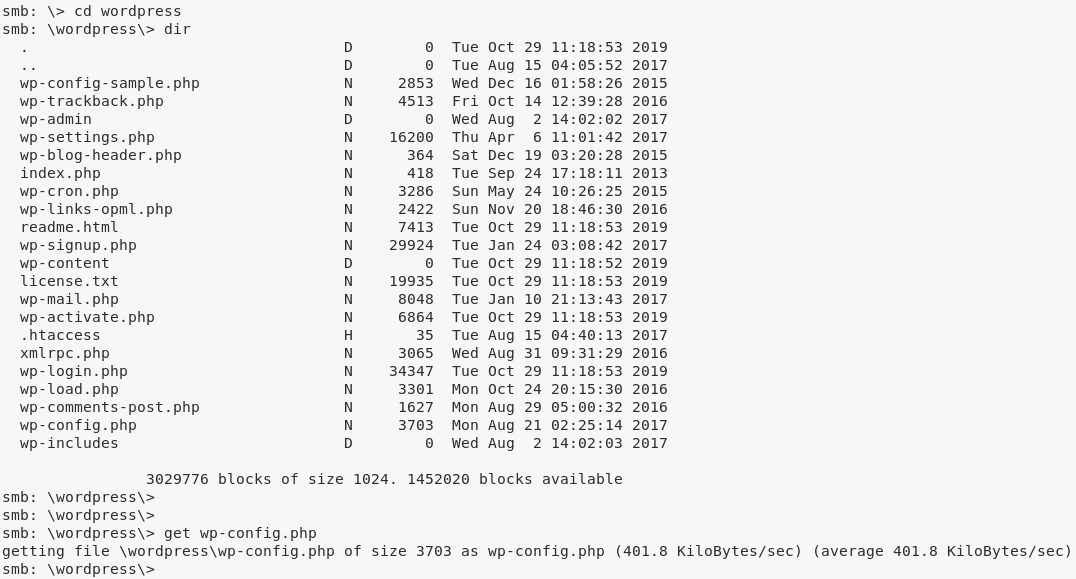 smb: \> cd wordpress
smb: \wordpress\> dir
  .                                   D        0  Tue Oct 29 11:18:53 2019
  ..                                  D        0  Tue Aug 15 04:05:52 2017
  wp-config-sample.php                N     2853  Wed Dec 16 01:58:26 2015
  wp-trackback.php                    N     4513  Fri Oct 14 12:39:28 2016
  wp-admin                            D        0  Wed Aug  2 14:02:02 2017
  wp-settings.php                     N    16200  Thu Apr  6 11:01:42 2017
  wp-blog-header.php                  N      364  Sat Dec 19 03:20:28 2015
  index.php                           N      418  Tue Sep 24 17:18:11 2013
  wp-cron.php                         N     3286  Sun May 24 10:26:25 2015
  wp-links-opml.php                   N     2422  Sun Nov 20 18:46:30 2016
  readme.html                         N     7413  Tue Oct 29 11:18:53 2019
  wp-signup.php                       N    29924  Tue Jan 24 03:08:42 2017
  wp-content                          D        0  Tue Oct 29 11:18:52 2019
  license.txt                         N    19935  Tue Oct 29 11:18:53 2019
  wp-mail.php                         N     8048  Tue Jan 10 21:13:43 2017
  wp-activate.php                     N     6864  Tue Oct 29 11:18:53 2019
  .htaccess                           H       35  Tue Aug 15 04:40:13 2017
  xmlrpc.php                          N     3065  Wed Aug 31 09:31:29 2016
  wp-login.php                        N    34347  Tue Oct 29 11:18:53 2019
  wp-load.php                         N     3301  Mon Oct 24 20:15:30 2016
  wp-comments-post.php                N     1627  Mon Aug 29 05:00:32 2016
  wp-config.php                       N     3703  Mon Aug 21 02:25:14 2017
  wp-includes                         D        0  Wed Aug  2 14:02:03 2017
                3029776 blocks of size 1024. 1452020 blocks available
smb: \wordpress\>
smb: \wordpress\>
smb: \wordpress\> get wp-config.php
getting file \wordpress\wp-config.php of size 3703 as wp-config.php (401.8 KiloBytes/sec) (average 401.8 KiloBytes/sec)
smb: \wordpress\>